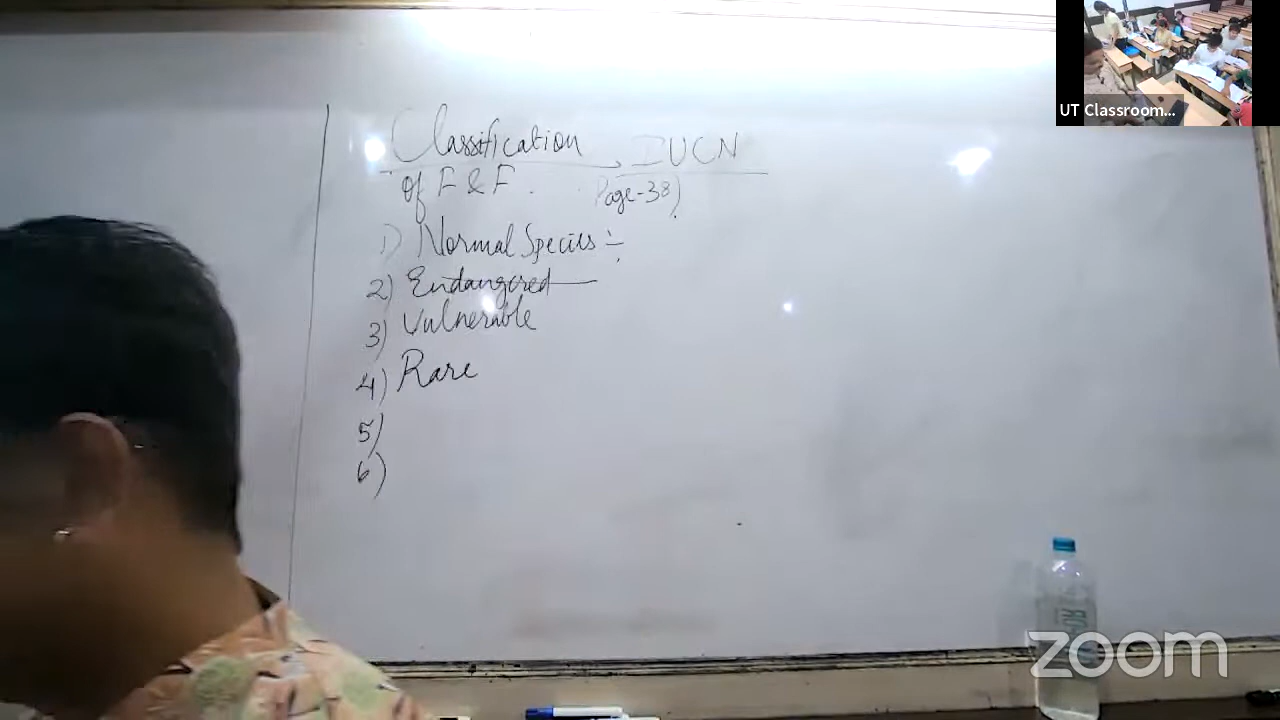 Classification → IUCN
of F & F. (Page-38)
1) Normal Species :-
2) Endangered —
3) Vulnerable
4) Rare
5)
6)
UT Classroom...
zoom